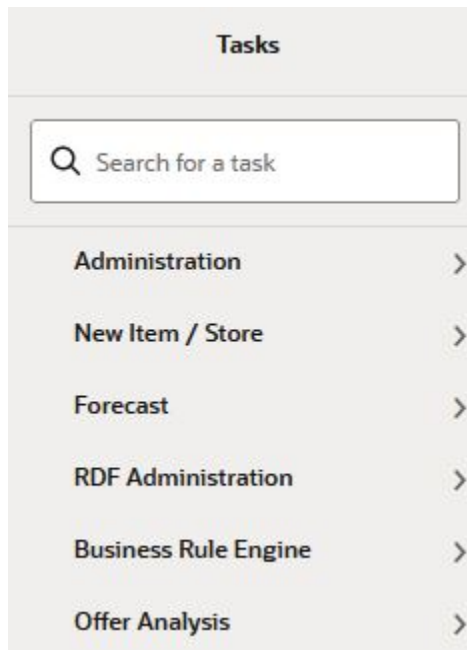 Tasks
Search for a task
Administration
New Item / Store
Forecast
RDF Administration
Business Rule Engine
Offer Analysis